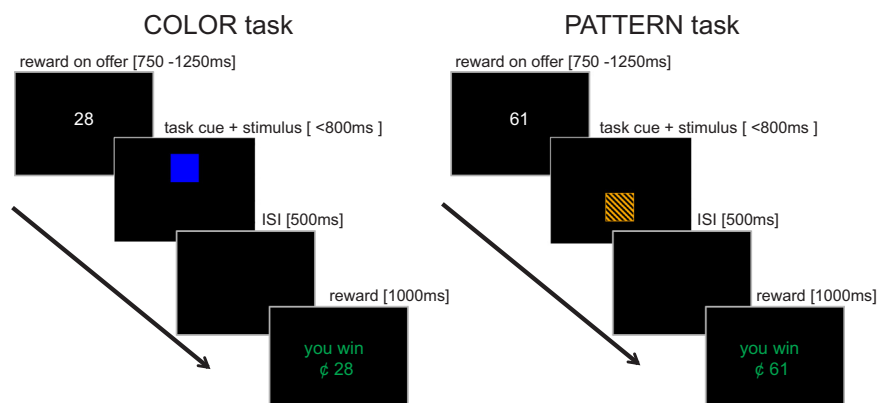 COLOR task
reward on offer [750 -1250ms]
28
task cue + stimulus [ <800ms ]
ISI [500ms]
reward [1000ms]
you win
¢ 28
PATTERN task
reward on offer [750 -1250ms]
61
task cue + stimulus [ <800ms ]
ISI [500ms]
reward [1000ms]
you win
¢ 61